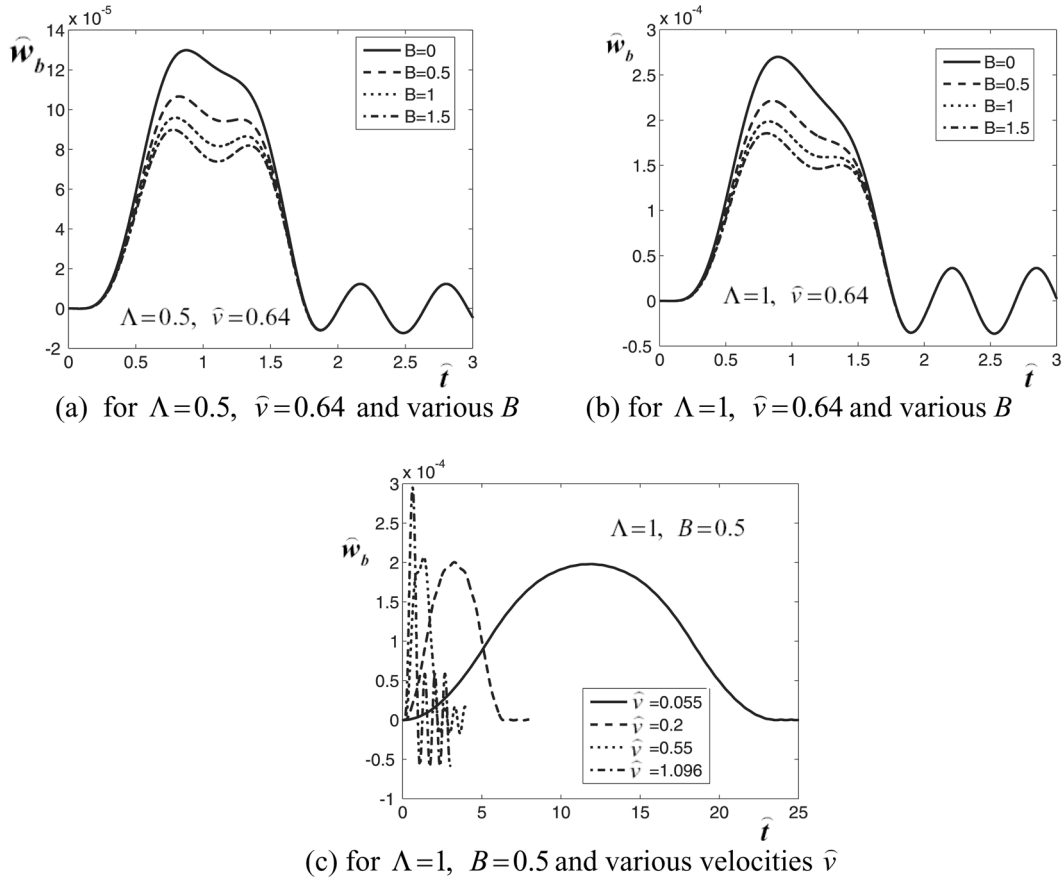 x 10⁻⁵
14
12
10
8
6
4
2
0
-2
ŵ_b
B=0
B=0.5
B=1
B=1.5
Λ=0.5, v̂=0.64
0 0.5 1 1.5 2 2.5 3
t̂
(a) for Λ=0.5, v̂=0.64 and various B
x 10⁻⁴
3
2.5
2
1.5
1
0.5
0
-0.5
ŵ_b
B=0
B=0.5
B=1
B=1.5
Λ=1, v̂=0.64
0 0.5 1 1.5 2 2.5 3
t̂
(b) for Λ=1, v̂=0.64 and various B
x 10⁻⁴
3
2.5
2
1.5
1
0.5
0
-0.5
-1
ŵ_b
Λ=1, B=0.5
v̂=0.055
v̂=0.2
v̂=0.55
v̂=1.096
0 5 10 15 20 25
t̂
(c) for Λ=1, B=0.5 and various velocities v̂